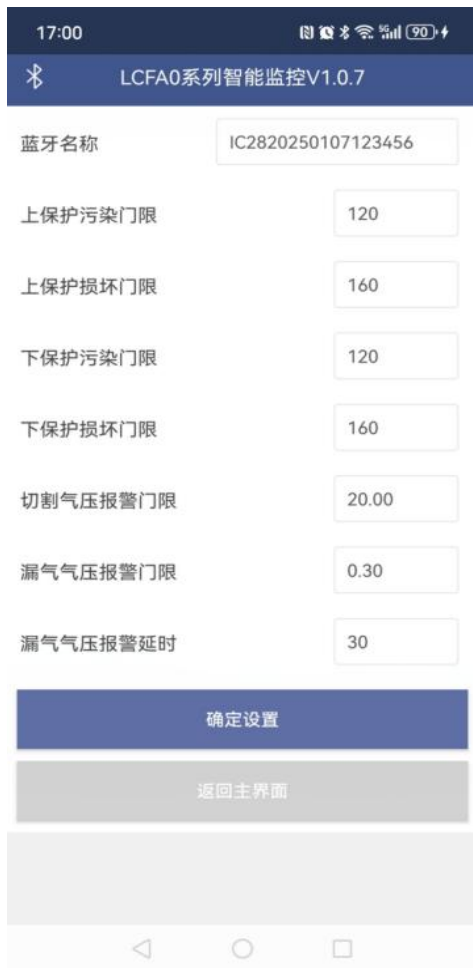 17:00
5G
90
LCFA0系列智能监控V1.0.7
蓝牙名称 IC2820250107123456
上保护污染门限 120
上保护损坏门限 160
下保护污染门限 120
下保护损坏门限 160
切割气压报警门限 20.00
漏气气压报警门限 0.30
漏气气压报警延时 30
确定设置
返回主界面